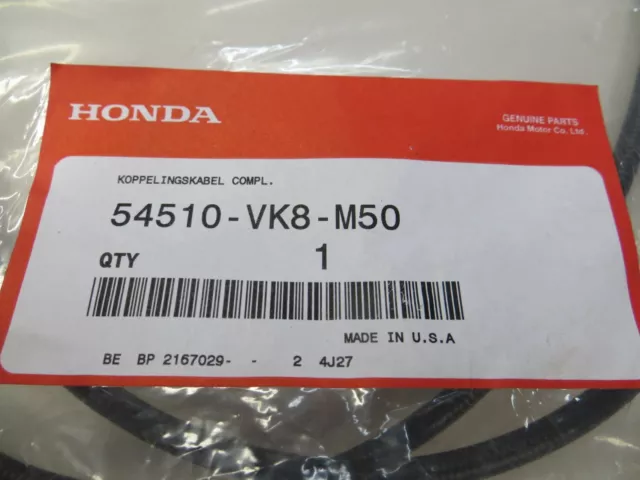 HONDA
GENUINE PARTS
Honda Motor Co., Ltd.
KOPPELINGSKABEL COMPL.
54510-VK8-M50
QTY 1
MADE IN U.S.A
BE BP 2167029- - 2 4J27